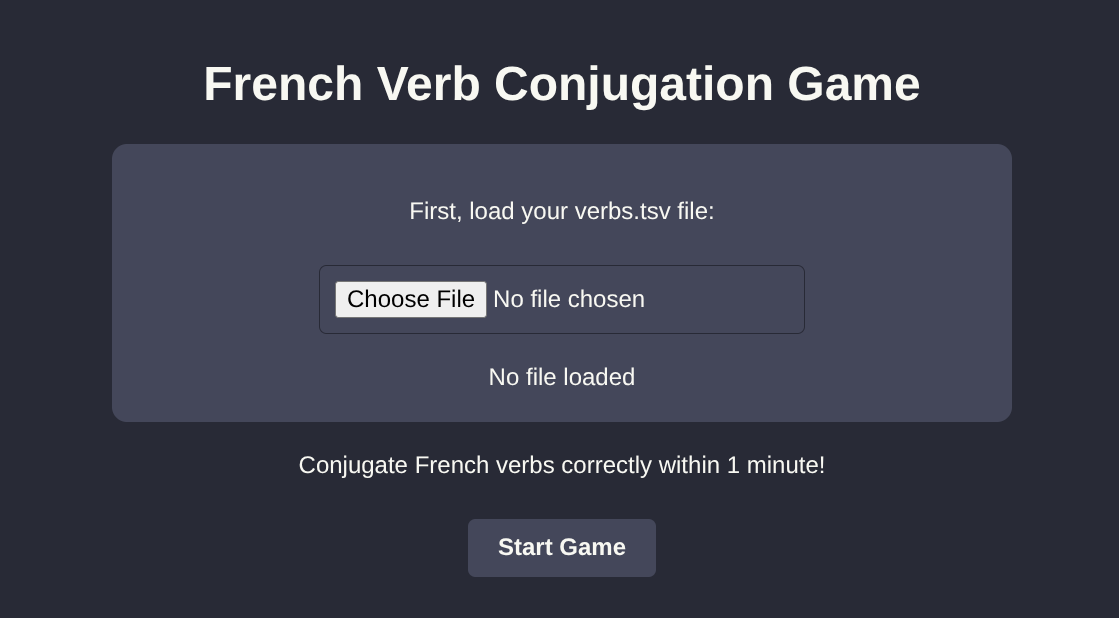 French Verb Conjugation Game
First, load your verbs.tsv file:
Choose File No file chosen
No file loaded
Conjugate French verbs correctly within 1 minute!
Start Game